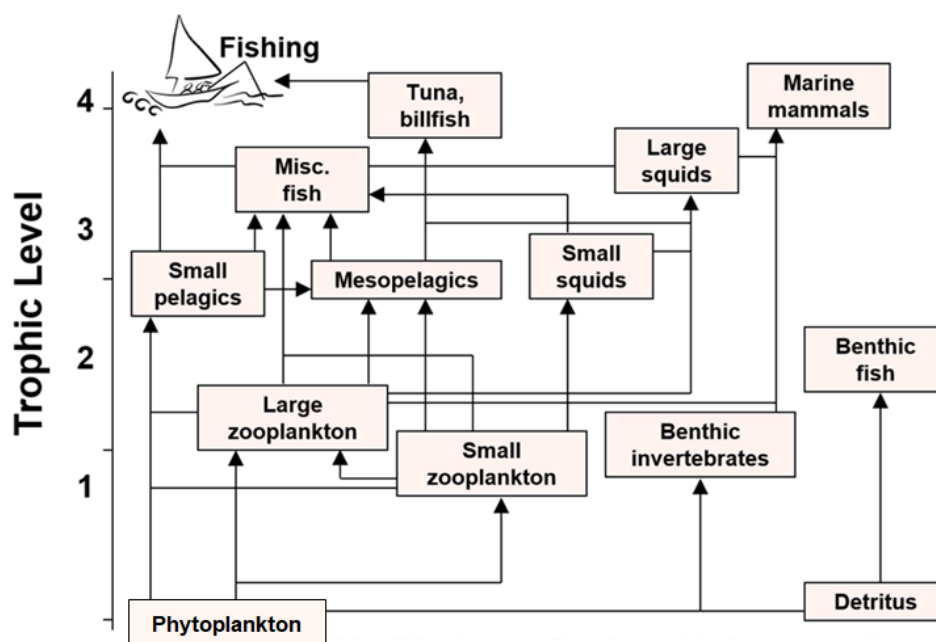 Fishing
Trophic Level
4
3
2
1
Tuna,
billfish
Marine
mammals
Misc.
fish
Large
squids
Small
pelagics
Mesopelagics
Small
squids
Benthic
fish
Large
zooplankton
Small
zooplankton
Benthic
invertebrates
Phytoplankton
Detritus